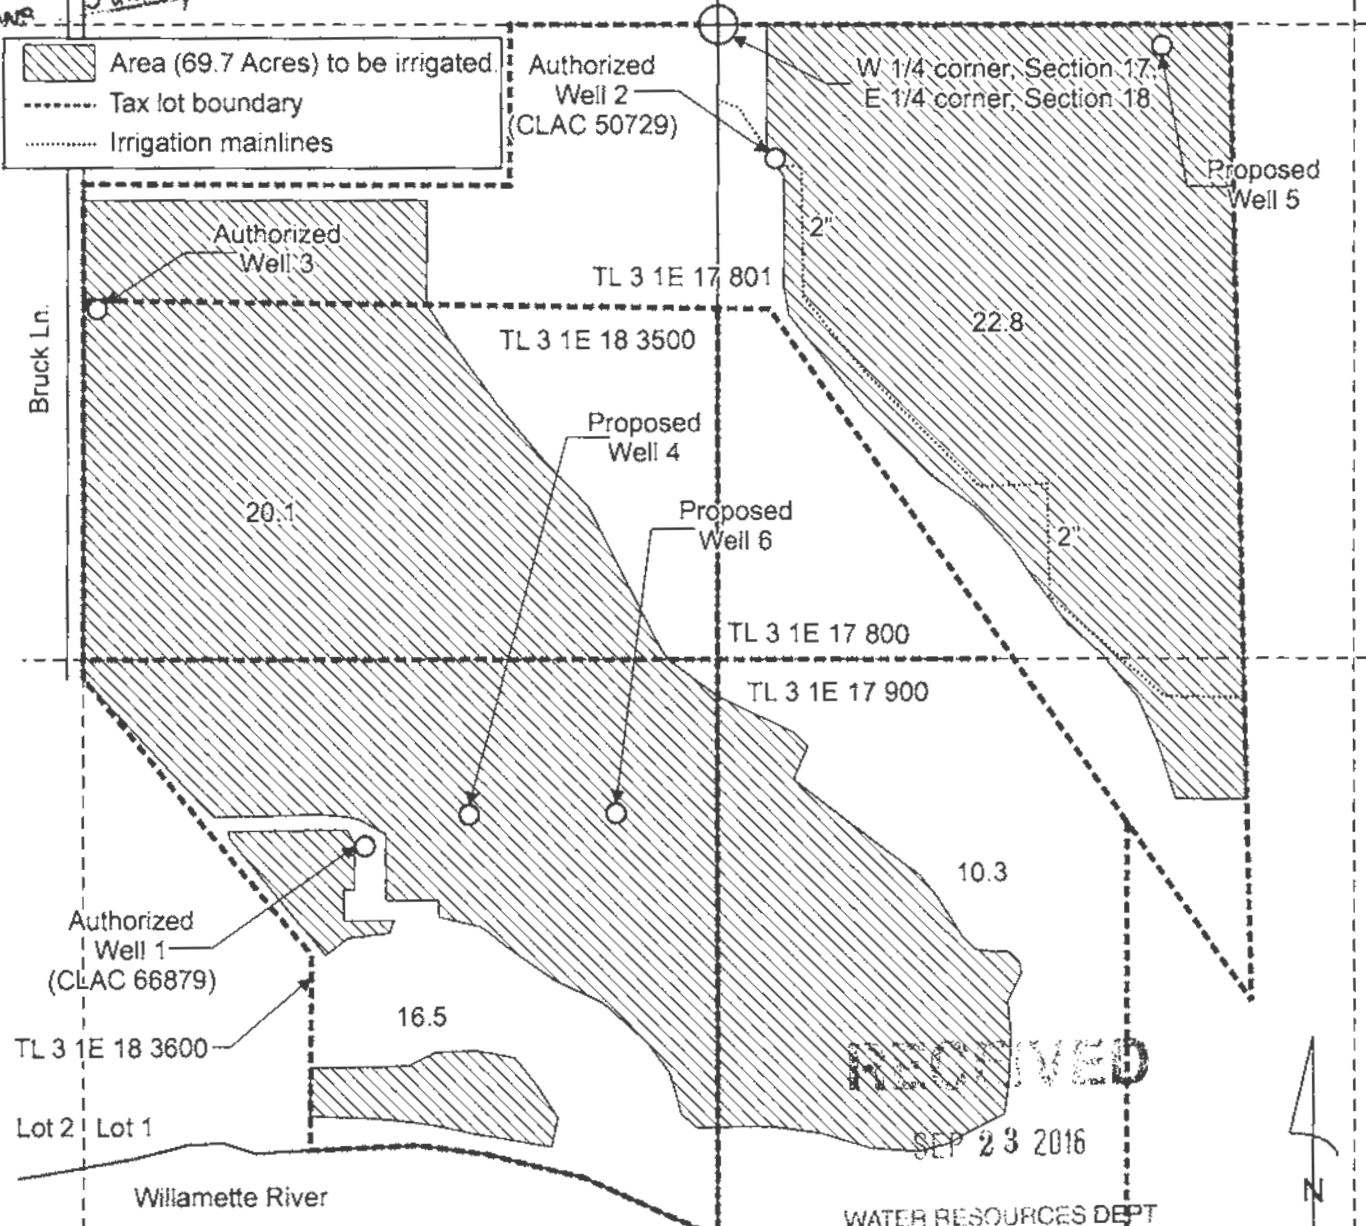 Area (69.7 Acres) to be irrigated
Tax lot boundary
Irrigation mainlines
Authorized
Well 2
(CLAC 50729)
W 1/4 corner, Section 17,
E 1/4 corner, Section 18
Proposed
Well 5
Authorized
Well 3
2"
TL 3 1E 17 801
22.8
TL 3 1E 18 3500
Bruck Ln.
Proposed
Well 4
20.1
Proposed
Well 6
2"
TL 3 1E 17 800
TL 3 1E 17 900
10.3
Authorized
Well 1
(CLAC 66879)
16.5
TL 3 1E 18 3600
RECEIVED
Lot 2 Lot 1
SEP 23 2016
Willamette River
N
WATER RESOURCES DEPT